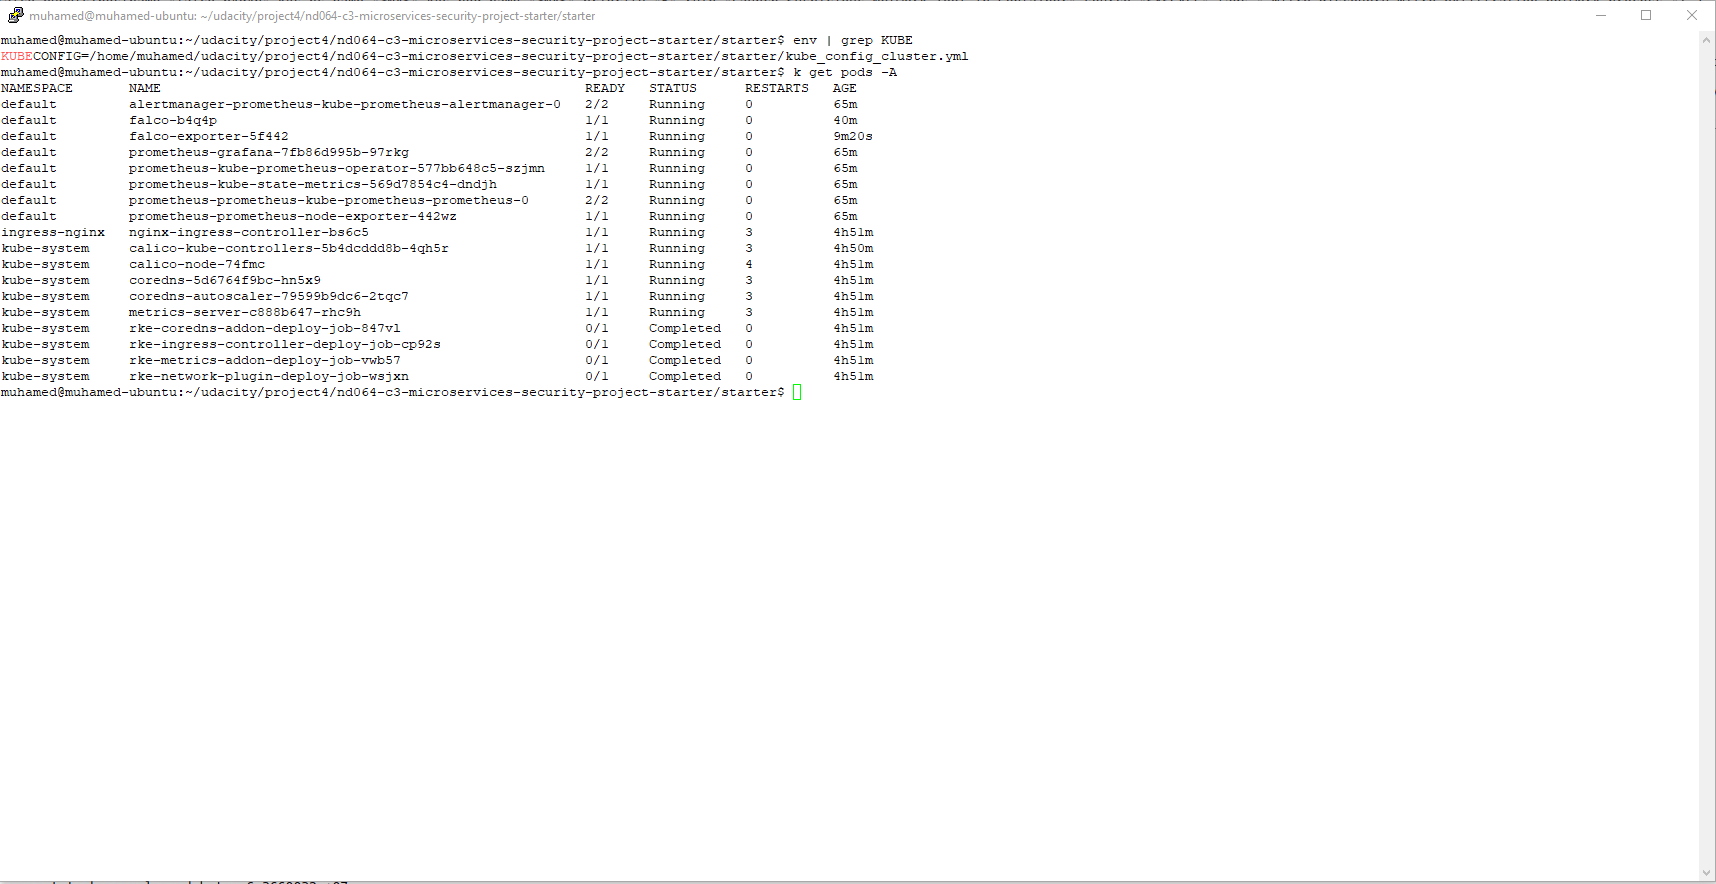 muhamed@muhamed-ubuntu: ~/udacity/project4/nd064-c3-microservices-security-project-starter/starter
muhamed@muhamed-ubuntu:~/udacity/project4/nd064-c3-microservices-security-project-starter/starter$ env | grep KUBE
KUBECONFIG=/home/muhamed/udacity/project4/nd064-c3-microservices-security-project-starter/starter/kube_config_cluster.yml
muhamed@muhamed-ubuntu:~/udacity/project4/nd064-c3-microservices-security-project-starter/starter$ k get pods -A
NAMESPACE NAME READY STATUS RESTARTS AGE
default alertmanager-prometheus-kube-prometheus-alertmanager-0 2/2 Running 0 65m
default falco-b4q4p 1/1 Running 0 40m
default falco-exporter-5f442 1/1 Running 0 9m20s
default prometheus-grafana-7fb86d995b-97rkg 2/2 Running 0 65m
default prometheus-kube-prometheus-operator-577bb648c5-szjmn 1/1 Running 0 65m
default prometheus-kube-state-metrics-569d7854c4-dndjh 1/1 Running 0 65m
default prometheus-prometheus-kube-prometheus-prometheus-0 2/2 Running 0 65m
default prometheus-prometheus-node-exporter-442wz 1/1 Running 0 65m
ingress-nginx nginx-ingress-controller-bs6c5 1/1 Running 3 4h51m
kube-system calico-kube-controllers-5b4dcddd8b-4qh5r 1/1 Running 3 4h50m
kube-system calico-node-74fmc 1/1 Running 4 4h51m
kube-system coredns-5d6764f9bc-hn5x9 1/1 Running 3 4h51m
kube-system coredns-autoscaler-79599b9dc6-2tqc7 1/1 Running 3 4h51m
kube-system metrics-server-c888b647-rhc9h 1/1 Running 3 4h51m
kube-system rke-coredns-addon-deploy-job-847vl 0/1 Completed 0 4h51m
kube-system rke-ingress-controller-deploy-job-cp92s 0/1 Completed 0 4h51m
kube-system rke-metrics-addon-deploy-job-vwb57 0/1 Completed 0 4h51m
kube-system rke-network-plugin-deploy-job-wsjxn 0/1 Completed 0 4h51m
muhamed@muhamed-ubuntu:~/udacity/project4/nd064-c3-microservices-security-project-starter/starter$